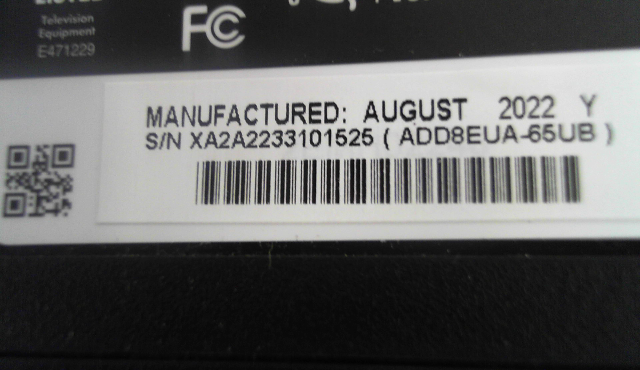 Television
Equipment
E471229
FC
MANUFACTURED: AUGUST 2022 Y
S/N XA2A2233101525 ( ADD8EUA-65UB )